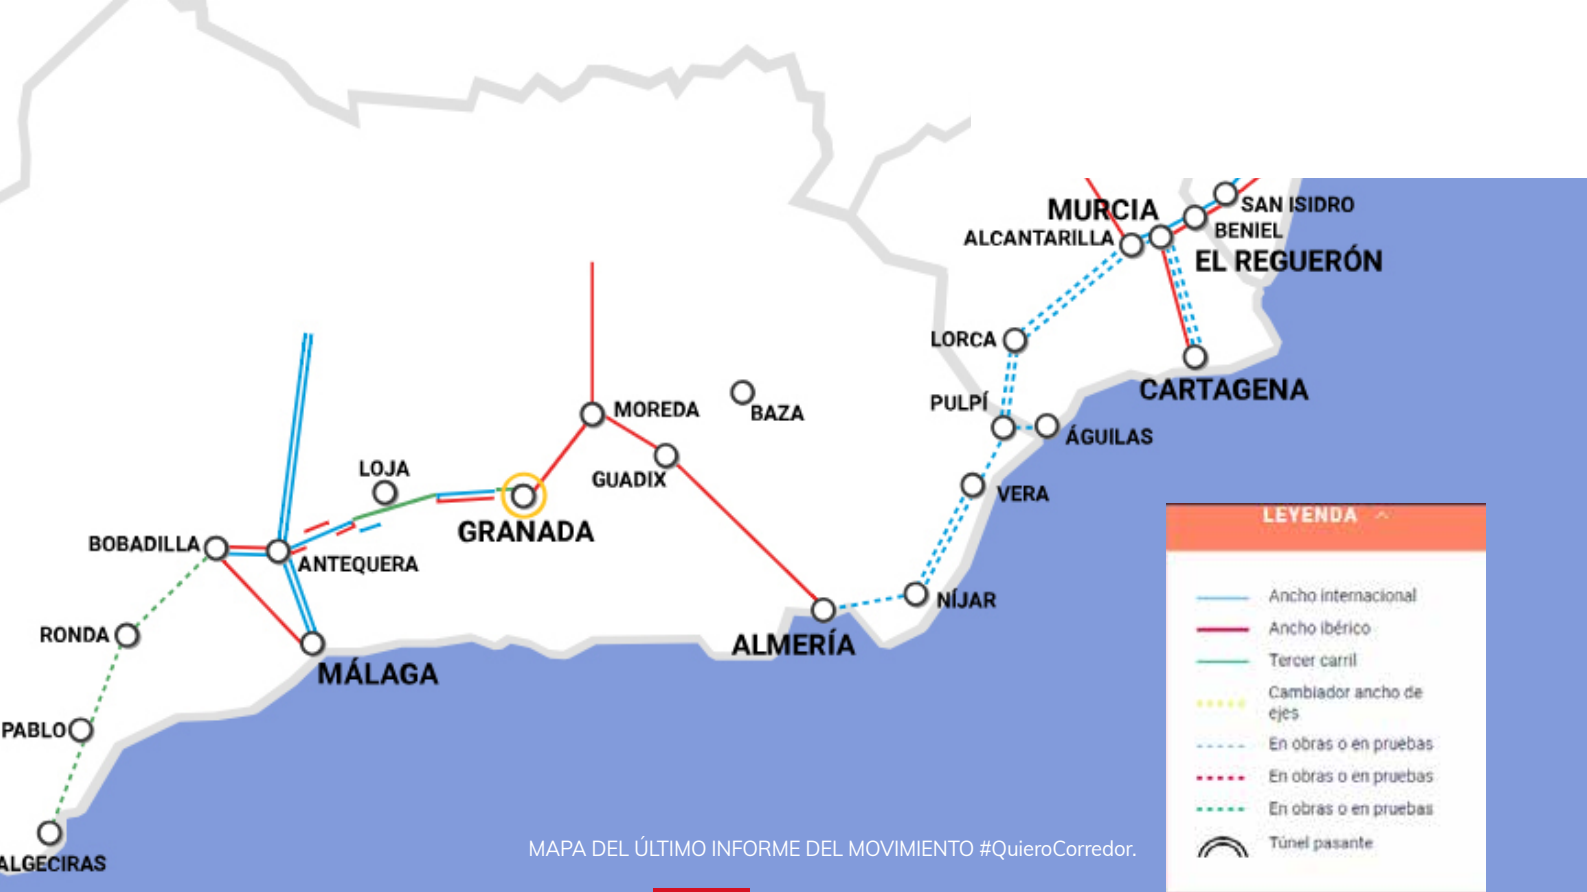 MURCIA
SAN ISIDRO
ALCANTARILLA
BENIEL
EL REGUERÓN
LORCA
CARTAGENA
PULPÍ
MOREDA
BAZA
ÁGUILAS
LOJA
GUADIX
VERA
GRANADA
BOBADILLA
ANTEQUERA
NÍJAR
RONDA
ALMERÍA
MÁLAGA
PABLO
ALGECIRAS
LEYENDA
Ancho internacional
Ancho ibérico
Tercer carril
Cambiador ancho de
ejes
En obras o en pruebas
En obras o en pruebas
En obras o en pruebas
Túnel pasante
MAPA DEL ÚLTIMO INFORME DEL MOVIMIENTO #QuieroCorredor.